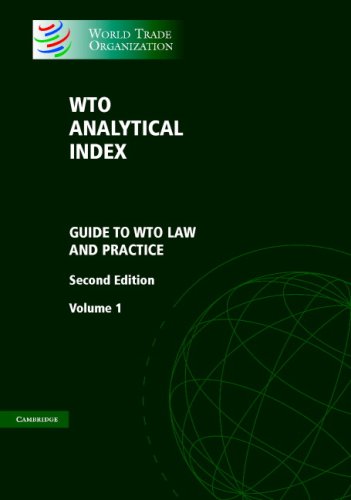 WORLD TRADE
ORGANIZATION
WTO
ANALYTICAL
INDEX
GUIDE TO WTO LAW
AND PRACTICE
Second Edition
Volume 1
CAMBRIDGE